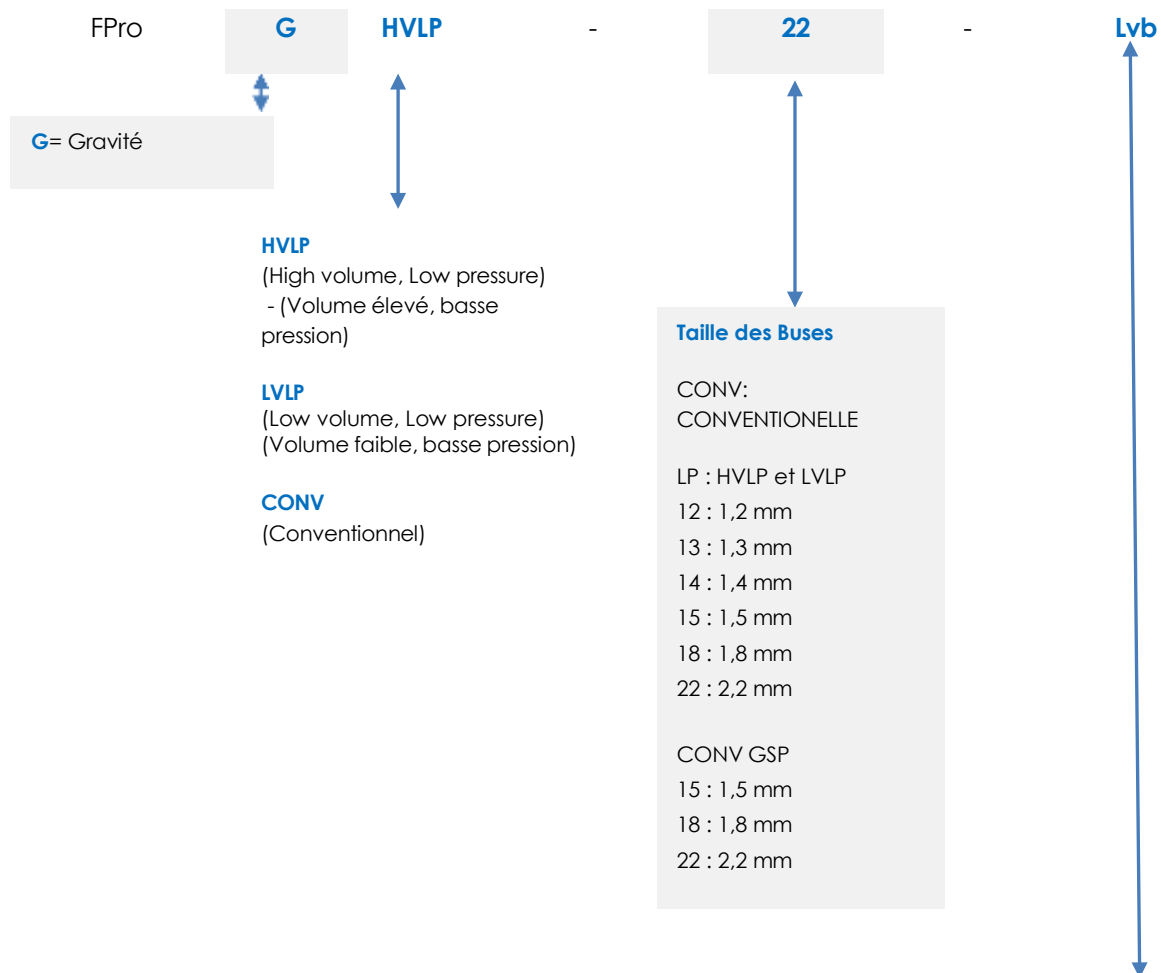 FPro G HVLP - 22 - Lvb
G= Gravité
HVLP
(High volume, Low pressure)
- (Volume élevé, basse
pression)
LVLP
(Low volume, Low pressure)
(Volume faible, basse pression)
CONV
(Conventionnel)
Taille des Buses
CONV:
CONVENTIONELLE
LP : HVLP et LVLP
12 : 1,2 mm
13 : 1,3 mm
14 : 1,4 mm
15 : 1,5 mm
18 : 1,8 mm
22 : 2,2 mm
CONV GSP
15 : 1,5 mm
18 : 1,8 mm
22 : 2,2 mm